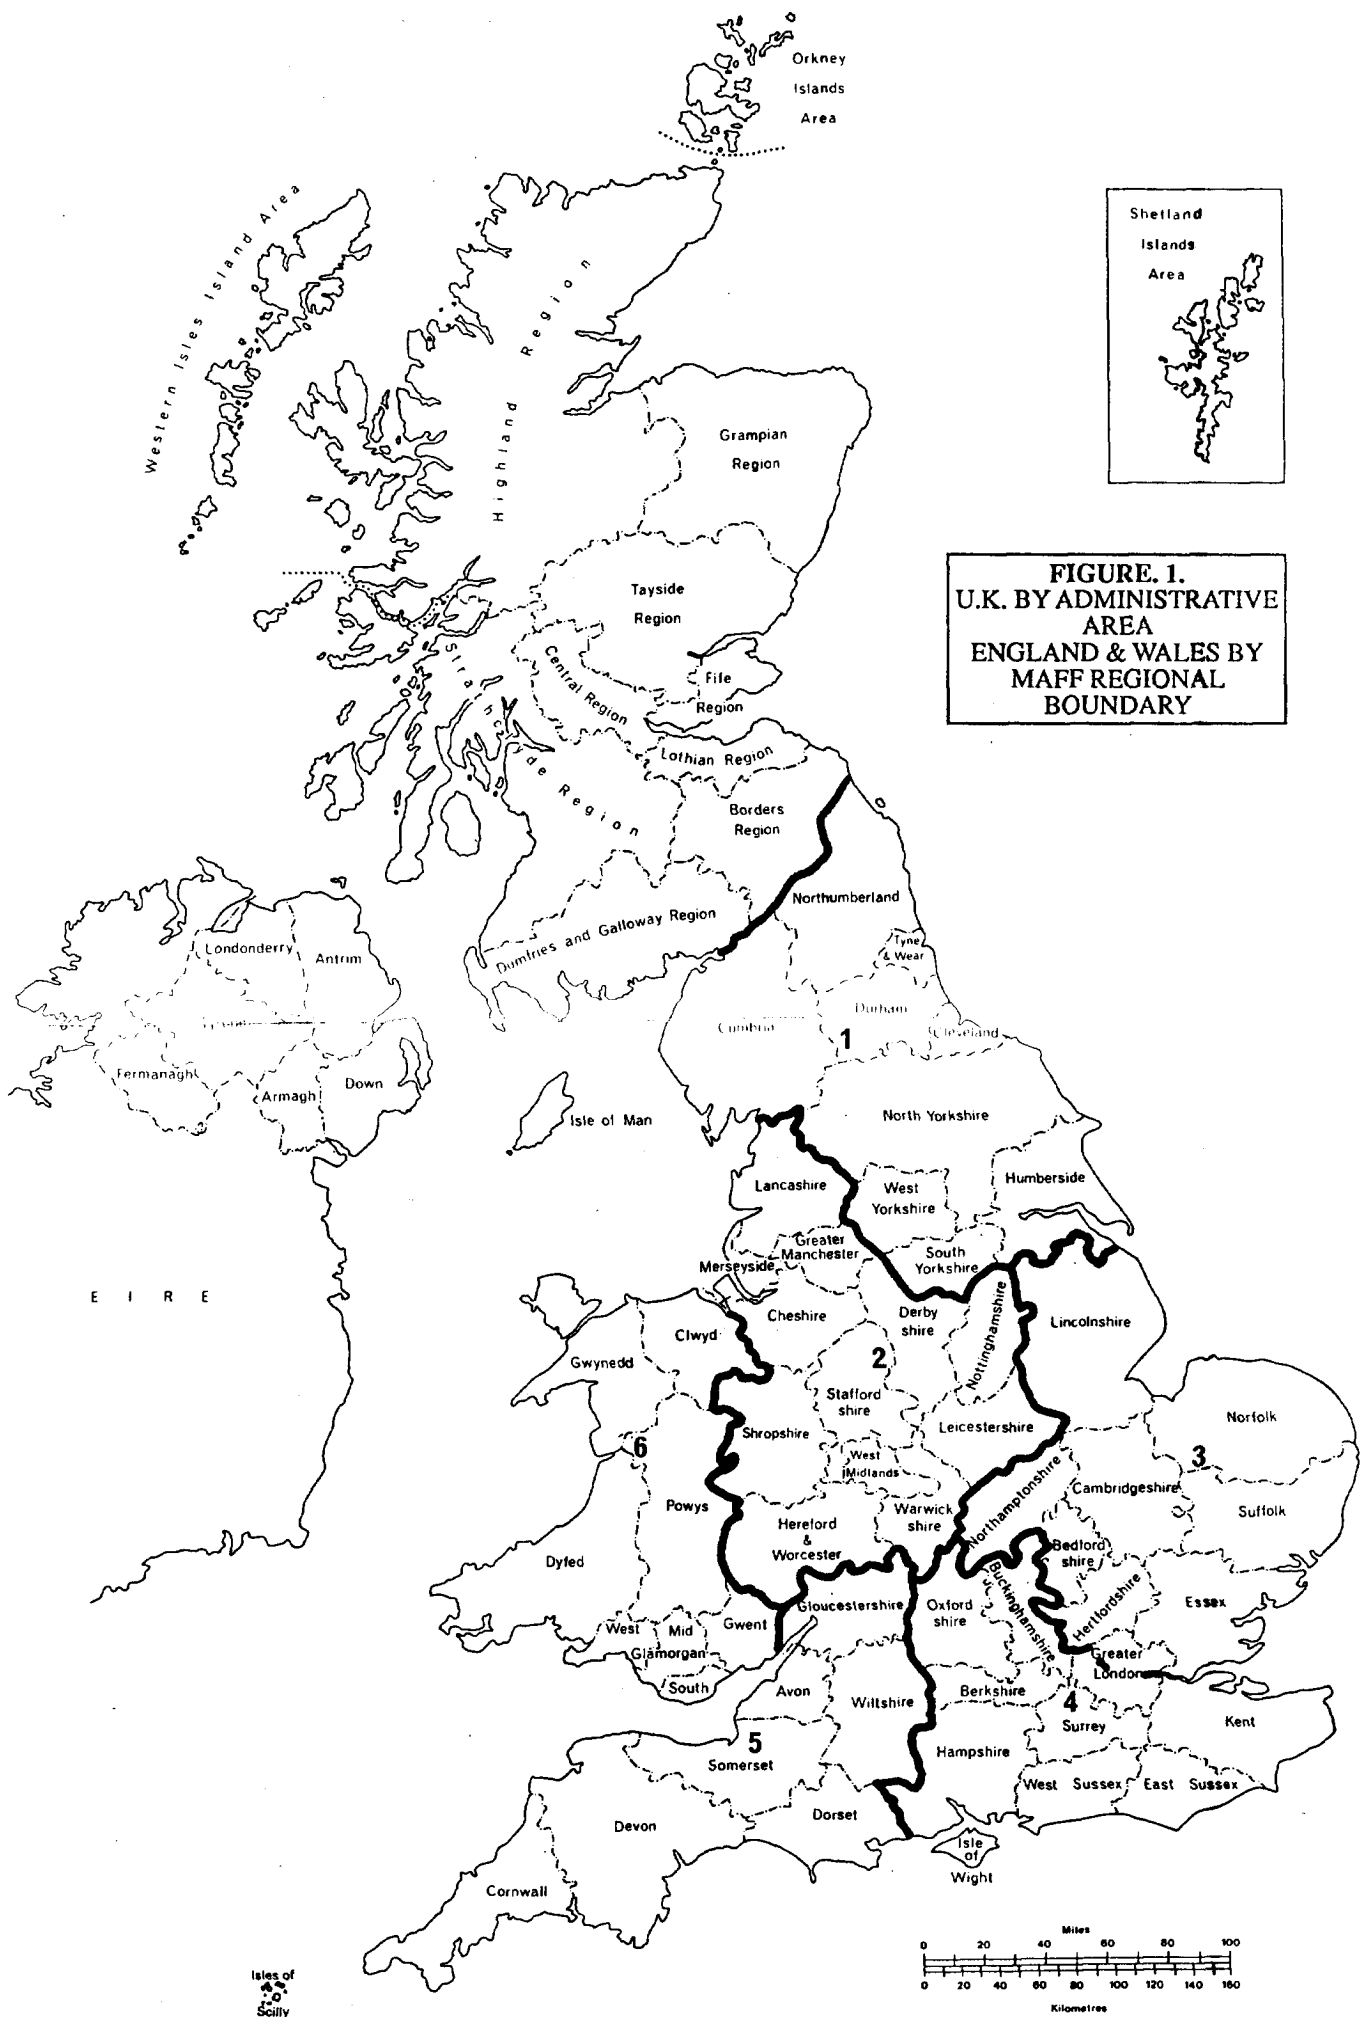 Orkney
Islands
Area
Western Isles Island Area
Shetland
Islands
Area
Highland Region
Grampian
Region
FIGURE. 1.
U.K. BY ADMINISTRATIVE
AREA
ENGLAND & WALES BY
MAFF REGIONAL
BOUNDARY
Tayside
Region
Central Region
Fife
Region
Strathclyde Region
Lothian Region
Borders
Region
Northumberland
Dumfries and Galloway Region
Tyne
& Wear
Londonderry
Antrim
Durham
Cumbria
Cleveland
1
Fermanagh
Armagh
Down
Isle of Man
North Yorkshire
Lancashire
West
Yorkshire
Humberside
Greater
Manchester
South
Yorkshire
Merseyside
EIRE
Cheshire
Derby
shire
Nottinghamshire
Lincolnshire
Clwyd
Gwynedd
2
Stafford
shire
Leicestershire
Norfolk
Shropshire
6
West
Midlands
3
Northamptonshire
Cambridgeshire
Powys
Warwick
shire
Suffolk
Hereford
&
Worcester
Bedford
shire
Dyfed
Buckinghamshire
Hertfordshire
Essex
Gloucestershire
Oxford
shire
Gwent
West
Mid
Glamorgan
South
Greater
London
Avon
Wiltshire
Berkshire
4
Surrey
Kent
5
Somerset
Hampshire
West Sussex
East Sussex
Devon
Dorset
Isle
of
Wight
Cornwall
Isles of
Scilly
Miles
0 20 40 60 80 100
0 20 40 60 80 100 120 140 160
Kilometres